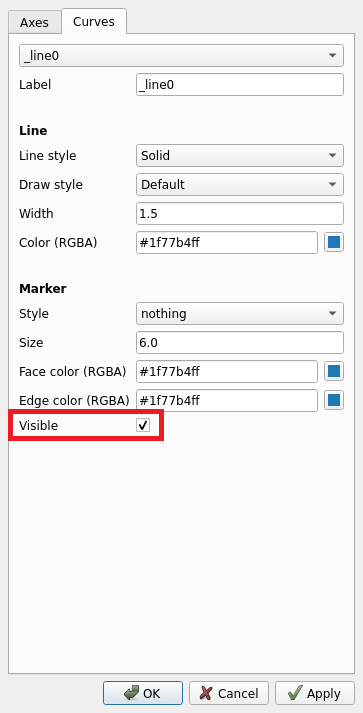 Axes Curves
_line0
Label _line0
Line
Line style Solid
Draw style Default
Width 1.5
Color (RGBA) #1f77b4ff
Marker
Style nothing
Size 6.0
Face color (RGBA) #1f77b4ff
Edge color (RGBA) #1f77b4ff
Visible
OK Cancel Apply